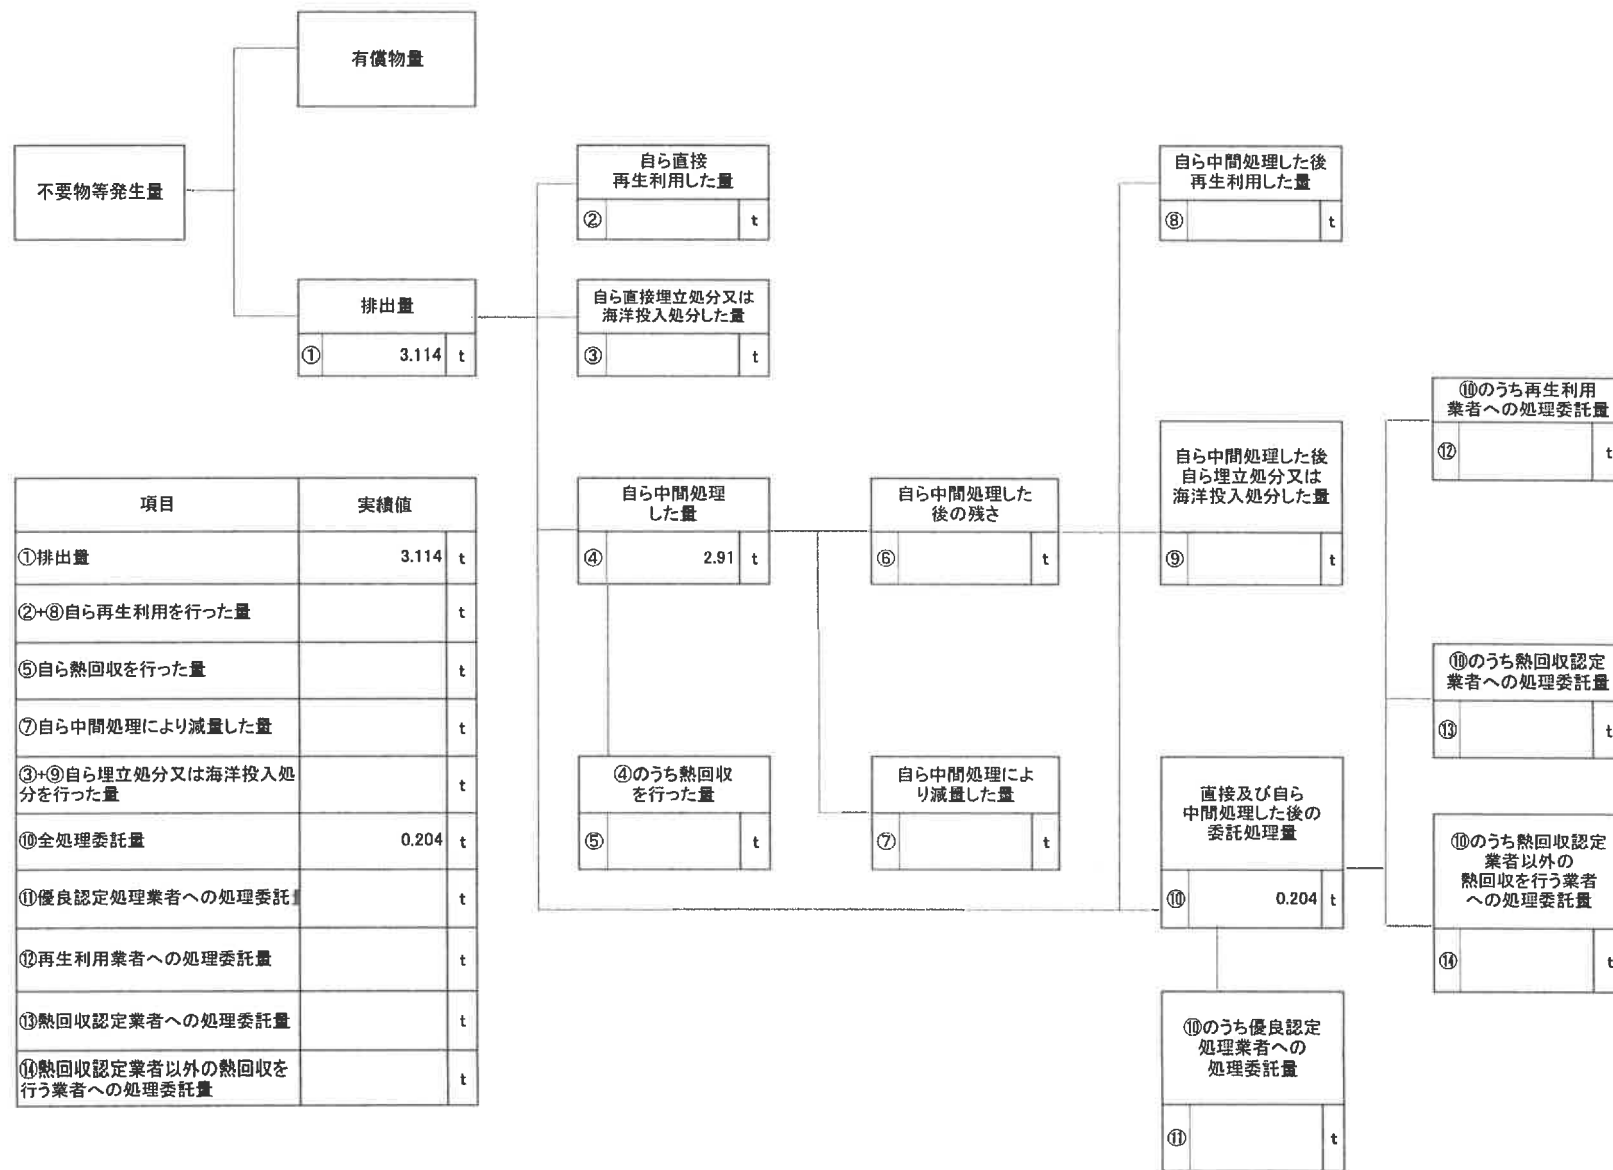 有償物量
不要物等発生量
排出量
① 3.114 t
自ら直接
再生利用した量
② t
自ら直接埋立処分又は
海洋投入処分した量
③ t
自ら中間処理
した量
④ 2.91 t
④のうち熱回収
を行った量
⑤ t
自ら中間処理した
後の残さ
⑥ t
自ら中間処理によ
り減量した量
⑦ t
自ら中間処理した後
再生利用した量
⑧ t
自ら中間処理した後
自ら埋立処分又は
海洋投入処分した量
⑨ t
直接及び自ら
中間処理した後の
委託処理量
⑩ 0.204 t
⑩のうち優良認定
処理業者への
処理委託量
⑪ t
⑩のうち再生利用
業者への処理委託量
⑫ t
⑩のうち熱回収認定
業者への処理委託量
⑬ t
⑩のうち熱回収認定
業者以外の
熱回収を行う業者
への処理委託量
⑭ t
項目 実績値
①排出量 3.114 t
②+⑧自ら再生利用を行った量 t
⑤自ら熱回収を行った量 t
⑦自ら中間処理により減量した量 t
③+⑨自ら埋立処分又は海洋投入処
分を行った量 t
⑩全処理委託量 0.204 t
⑪優良認定処理業者への処理委託 t
⑫再生利用業者への処理委託量 t
⑬熱回収認定業者への処理委託量 t
⑭熱回収認定業者以外の熱回収を
行う業者への処理委託量 t